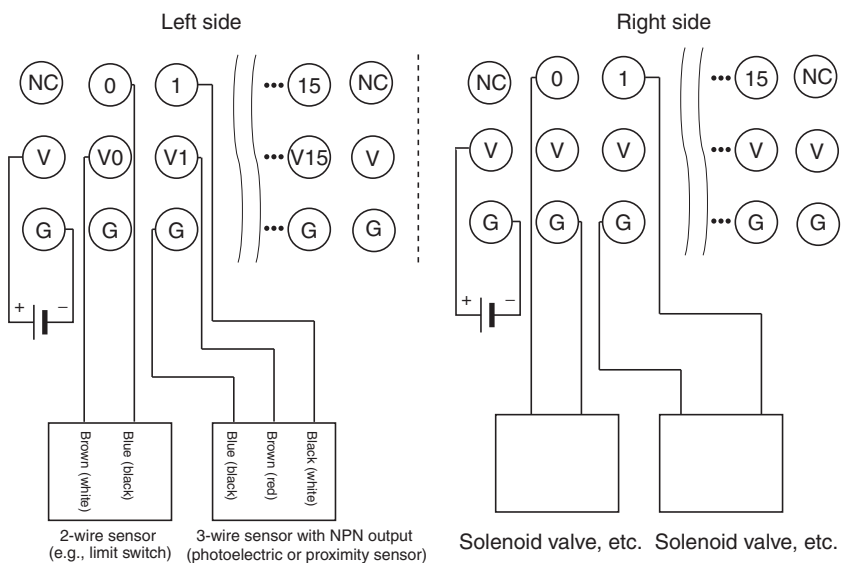 Left side
Right side
NC 0 1 ••• 15 NC
NC 0 1 ••• 15 NC
V V0 V1 ••• V15 V
V V V ••• V V
G G G ••• G G
G G G ••• G G
+ −
+ −
Brown (white)
Blue (black)
Blue (black)
Brown (red)
Black (white)
2-wire sensor
(e.g., limit switch)
3-wire sensor with NPN output
(photoelectric or proximity sensor)
Solenoid valve, etc.
Solenoid valve, etc.